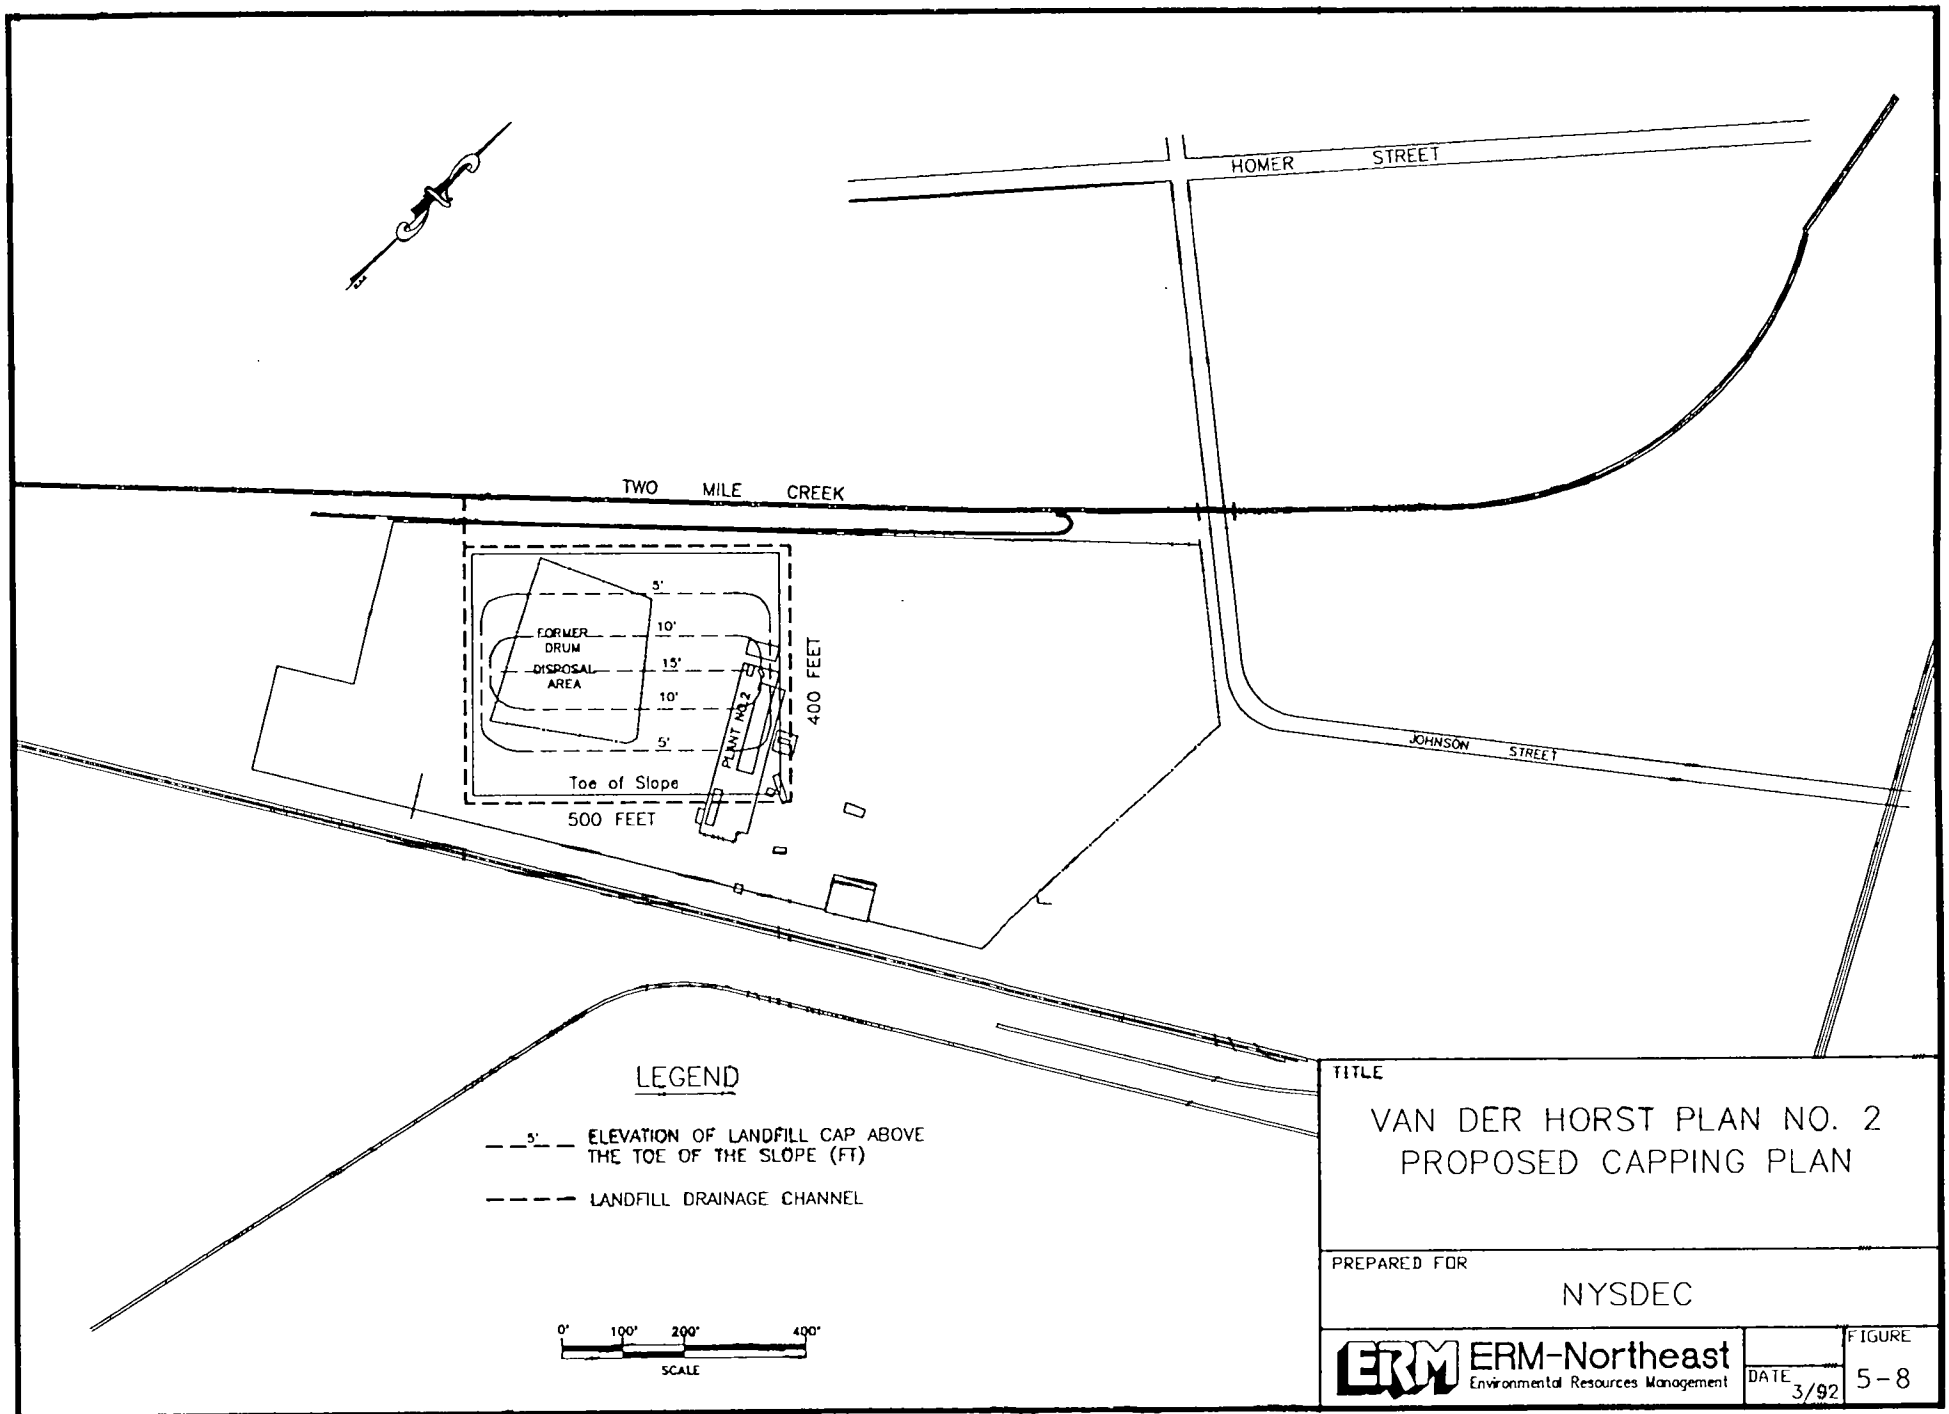 HOMER STREET
TWO MILE CREEK
5'
10'
15'
10'
5'
FORMER
DRUM
DISPOSAL
AREA
PLANT NO.2
400 FEET
Toe of Slope
500 FEET
JOHNSON STREET
LEGEND
5' ELEVATION OF LANDFILL CAP ABOVE
THE TOE OF THE SLOPE (FT)
LANDFILL DRAINAGE CHANNEL
0' 100' 200' 400'
SCALE
TITLE
VAN DER HORST PLAN NO. 2
PROPOSED CAPPING PLAN
PREPARED FOR
NYSDEC
ERM ERM-Northeast
Environmental Resources Management
DATE 3/92
FIGURE
5-8